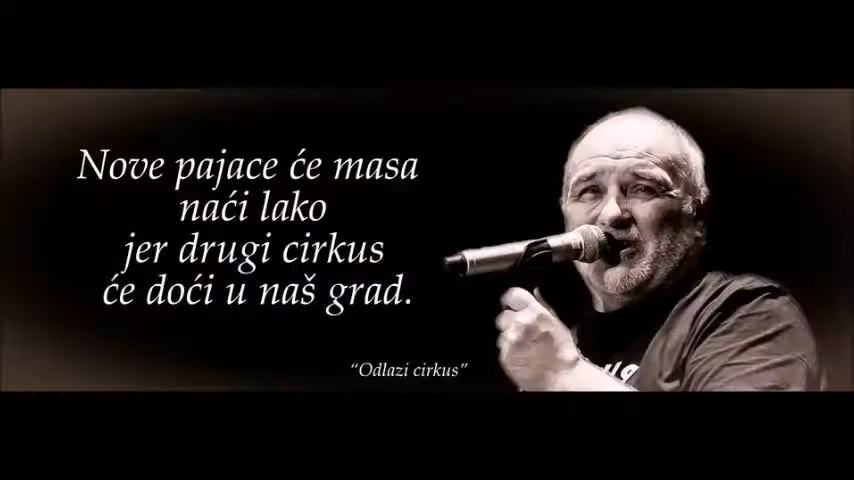 Nove pajace će masa
naći lako
jer drugi cirkus
će doći u naš grad.
“Odlazi cirkus”